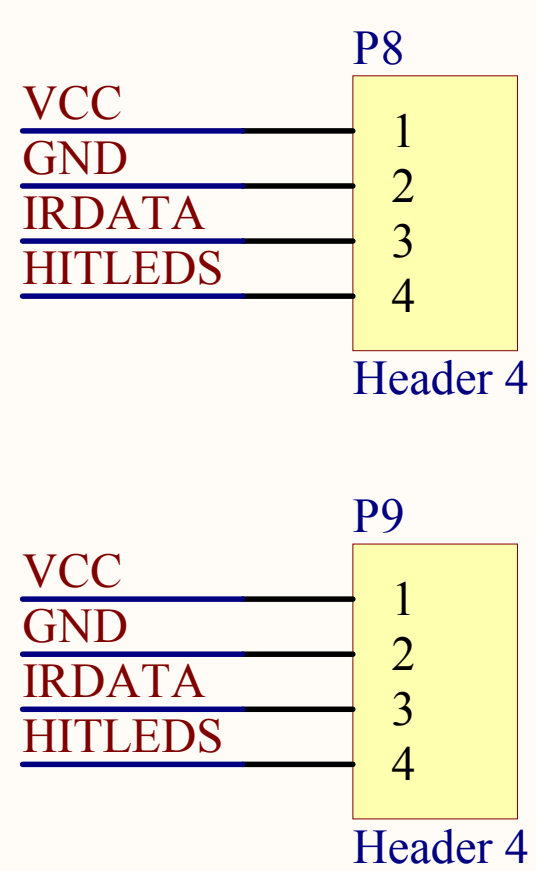 P8
VCC
1
GND
2
IRDATA
3
HITLEDS
4
Header 4
P9
VCC
1
GND
2
IRDATA
3
HITLEDS
4
Header 4